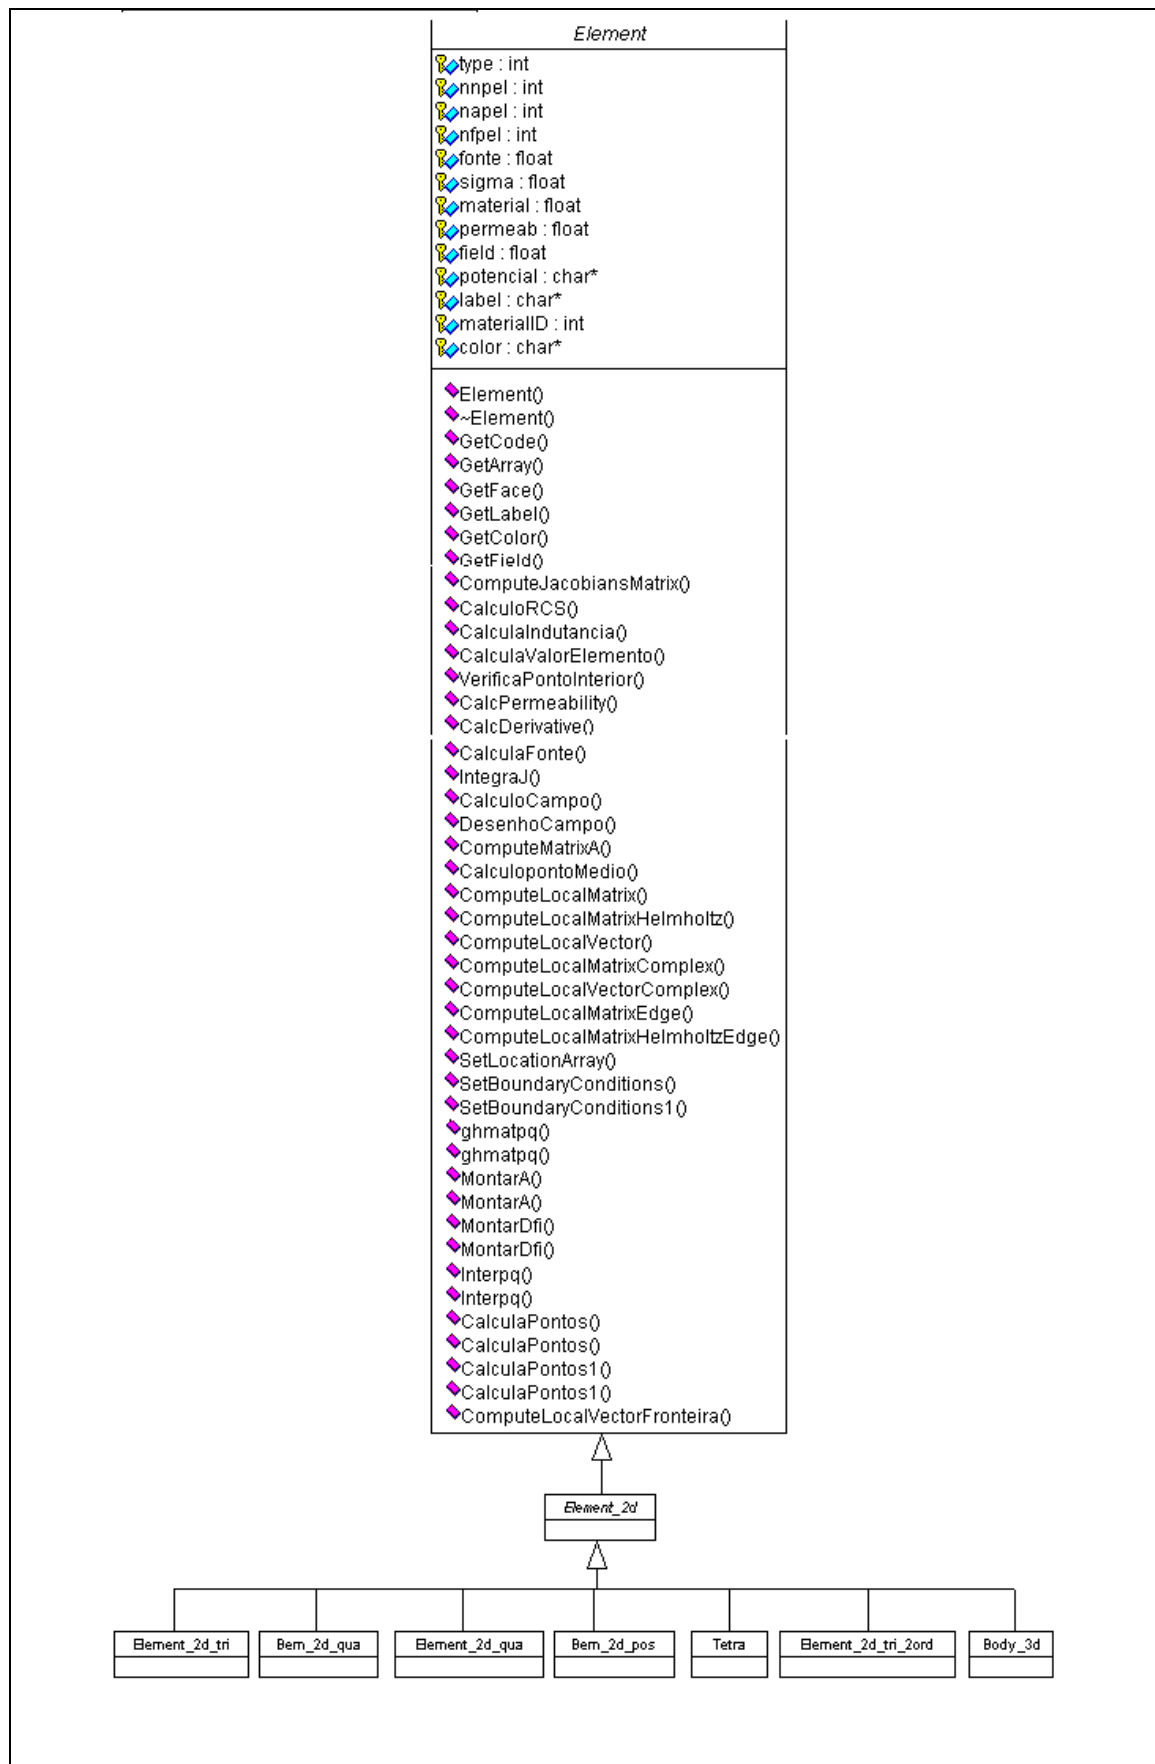 Element
type : int
nnpel : int
napel : int
nfpel : int
fonte : float
sigma : float
material : float
permeab : float
field : float
potencial : char*
label : char*
materialID : int
color : char*
Element()
~Element()
GetCode()
GetArray()
GetFace()
GetLabel()
GetColor()
GetField()
ComputeJacobiansMatrix()
CalculoRCS()
CalculaIndutancia()
CalculaValorElemento()
VerificaPontoInterior()
CalcPermeability()
CalcDerivative()
CalculaFonte()
IntegraJ()
CalculoCampo()
DesenhoCampo()
ComputeMatrixA()
CalculopontoMedio()
ComputeLocalMatrix()
ComputeLocalMatrixHelmholtz()
ComputeLocalVector()
ComputeLocalMatrixComplex()
ComputeLocalVectorComplex()
ComputeLocalMatrixEdge()
ComputeLocalMatrixHelmholtzEdge()
SetLocationArray()
SetBoundaryConditions()
SetBoundaryConditions1()
ghmatpq()
ghmatpq()
MontarA()
MontarA()
MontarDfi()
MontarDfi()
Interpq()
Interpq()
CalculaPontos()
CalculaPontos()
CalculaPontos1()
CalculaPontos1()
ComputeLocalVectorFronteira()
Element_2d
Element_2d_tri
Bem_2d_qua
Element_2d_qua
Bem_2d_pos
Tetra
Element_2d_tri_2ord
Body_3d